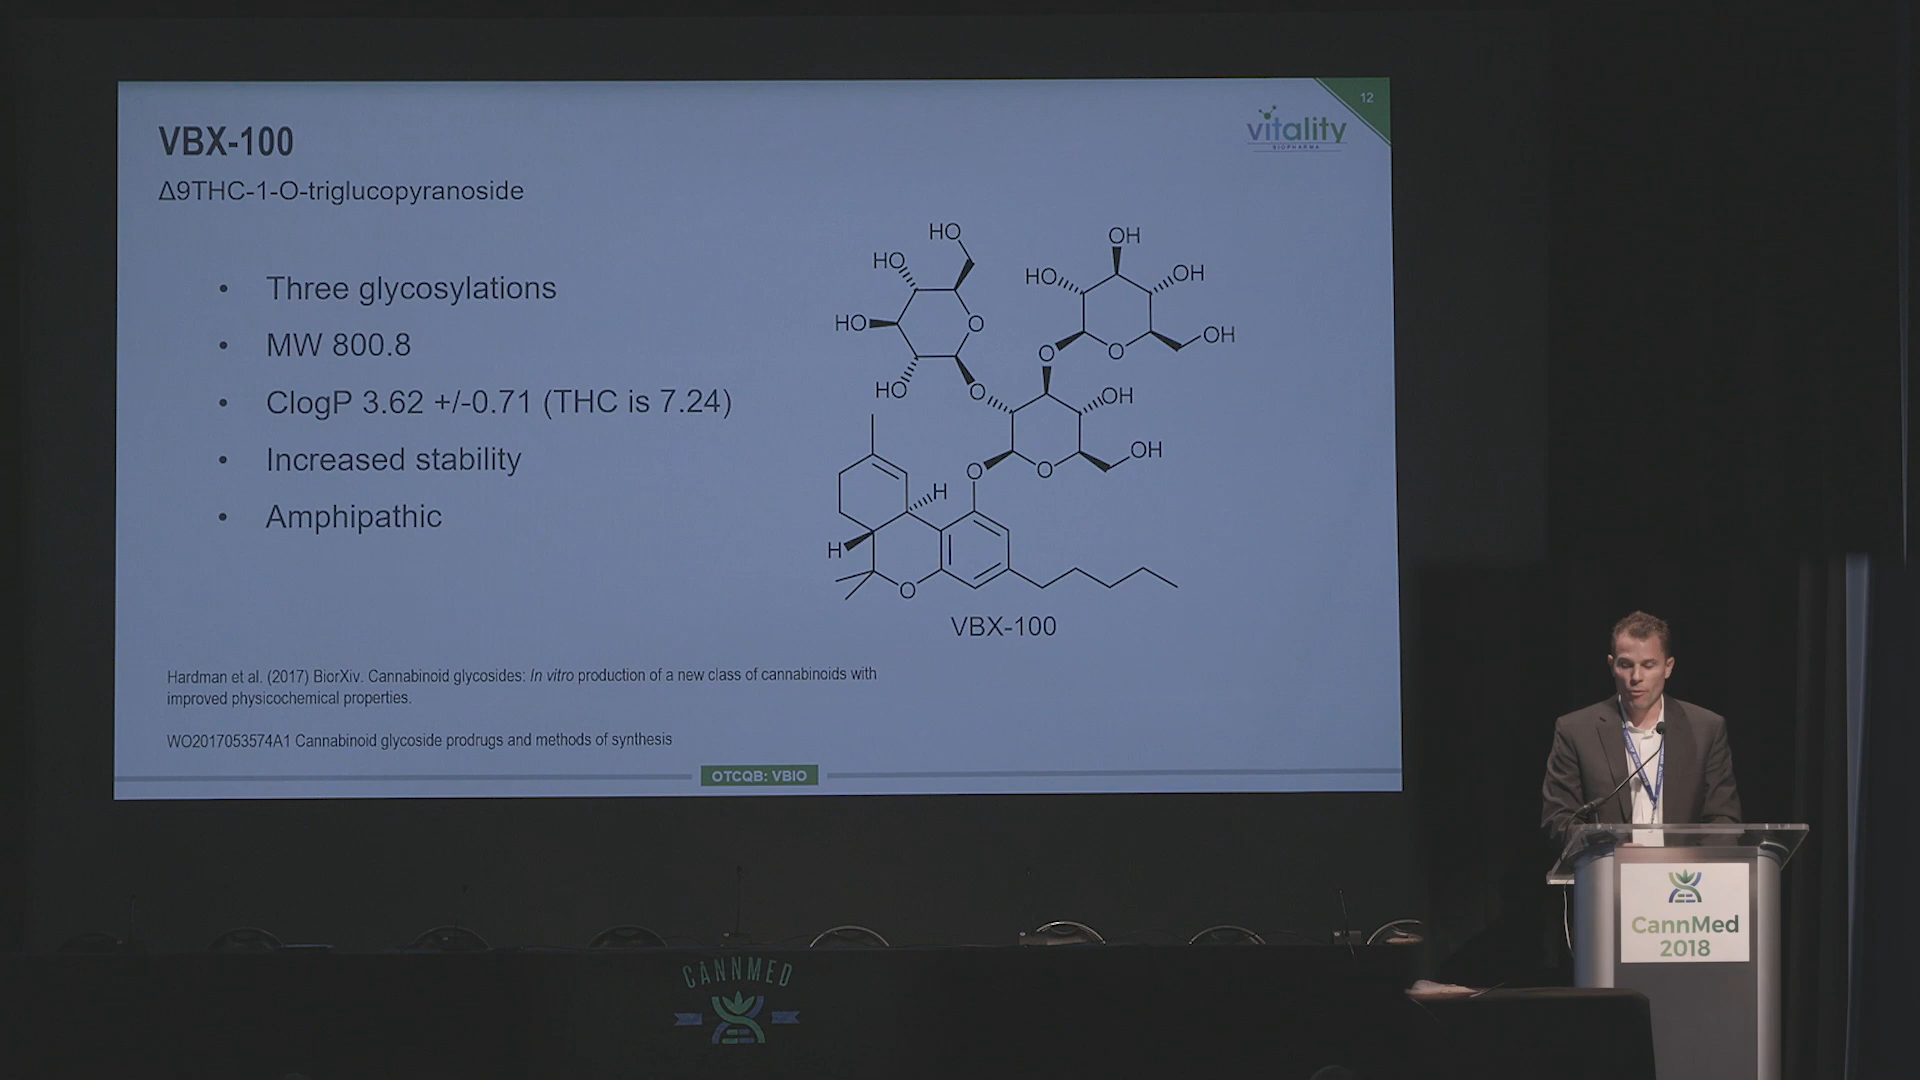 12
vitality
BIOPHARMA
VBX-100
Δ9THC-1-O-triglucopyranoside
• Three glycosylations
• MW 800.8
• ClogP 3.62 +/-0.71 (THC is 7.24)
• Increased stability
• Amphipathic
HO
OH
HO
HO
OH
HO
O
OH
O
O
HO
O
OH
OH
O
O
H
H
O
VBX-100
Hardman et al. (2017) BiorXiv. Cannabinoid glycosides: In vitro production of a new class of cannabinoids with
improved physicochemical properties.
WO2017053574A1 Cannabinoid glycoside prodrugs and methods of synthesis
OTCQB: VBIO
CannMed
2018
CANNMED